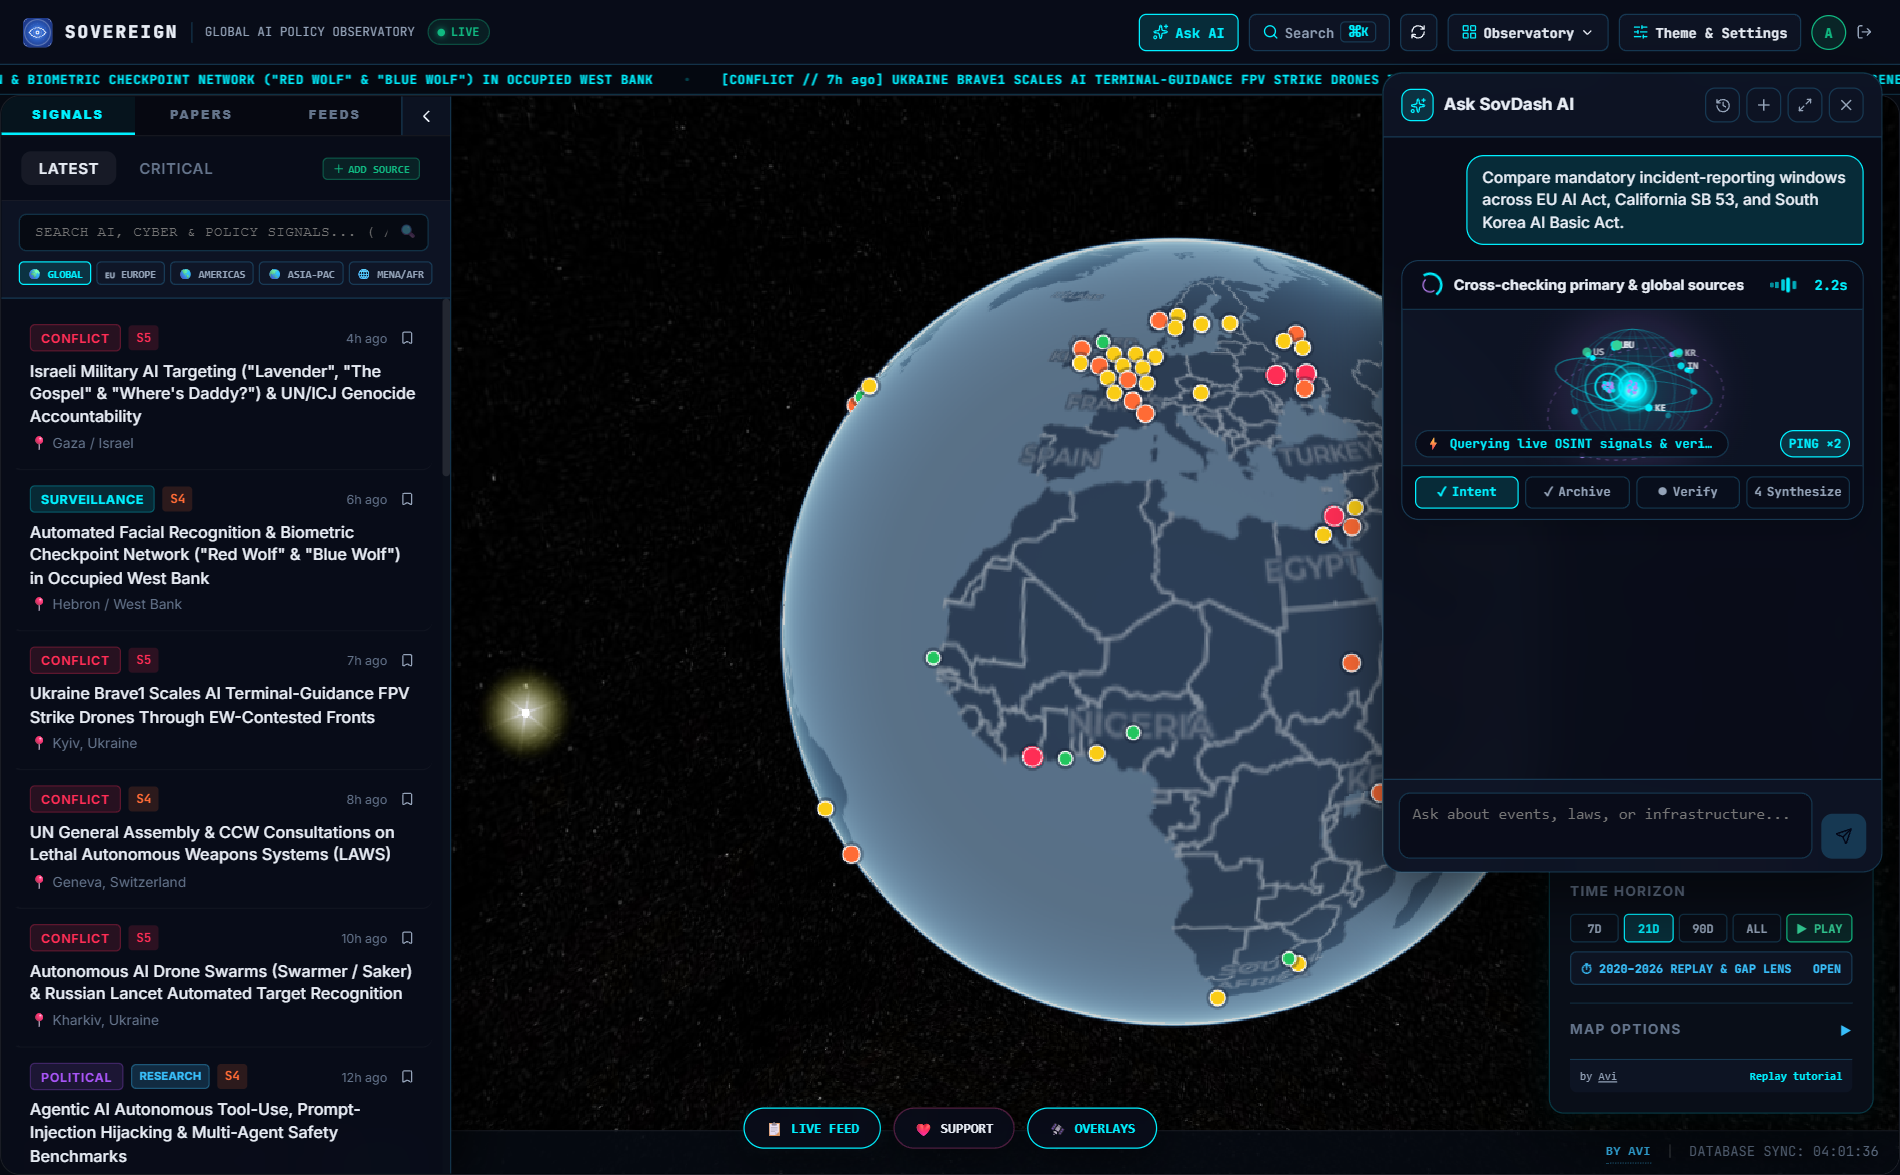 SOVEREIGN
GLOBAL AI POLICY OBSERVATORY
LIVE
Ask AI
Search ⌘K
Observatory
Theme & Settings
A
& BIOMETRIC CHECKPOINT NETWORK ("RED WOLF" & "BLUE WOLF") IN OCCUPIED WEST BANK
[CONFLICT // 7h ago] UKRAINE BRAVE1 SCALES AI TERMINAL-GUIDANCE FPV STRIKE DRONES
SIGNALS
PAPERS
FEEDS
LATEST
CRITICAL
+ ADD SOURCE
SEARCH AI, CYBER & POLICY SIGNALS... ( /
GLOBAL
EU EUROPE
AMERICAS
ASIA-PAC
MENA/AFR
CONFLICT S5 4h ago
Israeli Military AI Targeting ("Lavender", "The
Gospel" & "Where's Daddy?") & UN/ICJ Genocide
Accountability
Gaza / Israel
SURVEILLANCE S4 6h ago
Automated Facial Recognition & Biometric
Checkpoint Network ("Red Wolf" & "Blue Wolf")
in Occupied West Bank
Hebron / West Bank
CONFLICT S5 7h ago
Ukraine Brave1 Scales AI Terminal-Guidance FPV
Strike Drones Through EW-Contested Fronts
Kyiv, Ukraine
CONFLICT S4 8h ago
UN General Assembly & CCW Consultations on
Lethal Autonomous Weapons Systems (LAWS)
Geneva, Switzerland
CONFLICT S5 10h ago
Autonomous AI Drone Swarms (Swarmer / Saker)
& Russian Lancet Automated Target Recognition
Kharkiv, Ukraine
POLITICAL RESEARCH S4 12h ago
Agentic AI Autonomous Tool-Use, Prompt-
Injection Hijacking & Multi-Agent Safety
Benchmarks
SPAIN
TURKEY
EGYPT
NIGERIA
Ask SovDash AI
Compare mandatory incident-reporting windows
across EU AI Act, California SB 53, and South
Korea AI Basic Act.
Cross-checking primary & global sources 2.2s
US
KR
IN
KE
Querying live OSINT signals & veri…
PING ×2
✓ Intent
✓ Archive
● Verify
4 Synthesize
Ask about events, laws, or infrastructure...
TIME HORIZON
7D
21D
90D
ALL
▶ PLAY
2020–2026 REPLAY & GAP LENS OPEN
MAP OPTIONS
by Avi
Replay tutorial
LIVE FEED
SUPPORT
OVERLAYS
BY AVI
DATABASE SYNC: 04:01:36